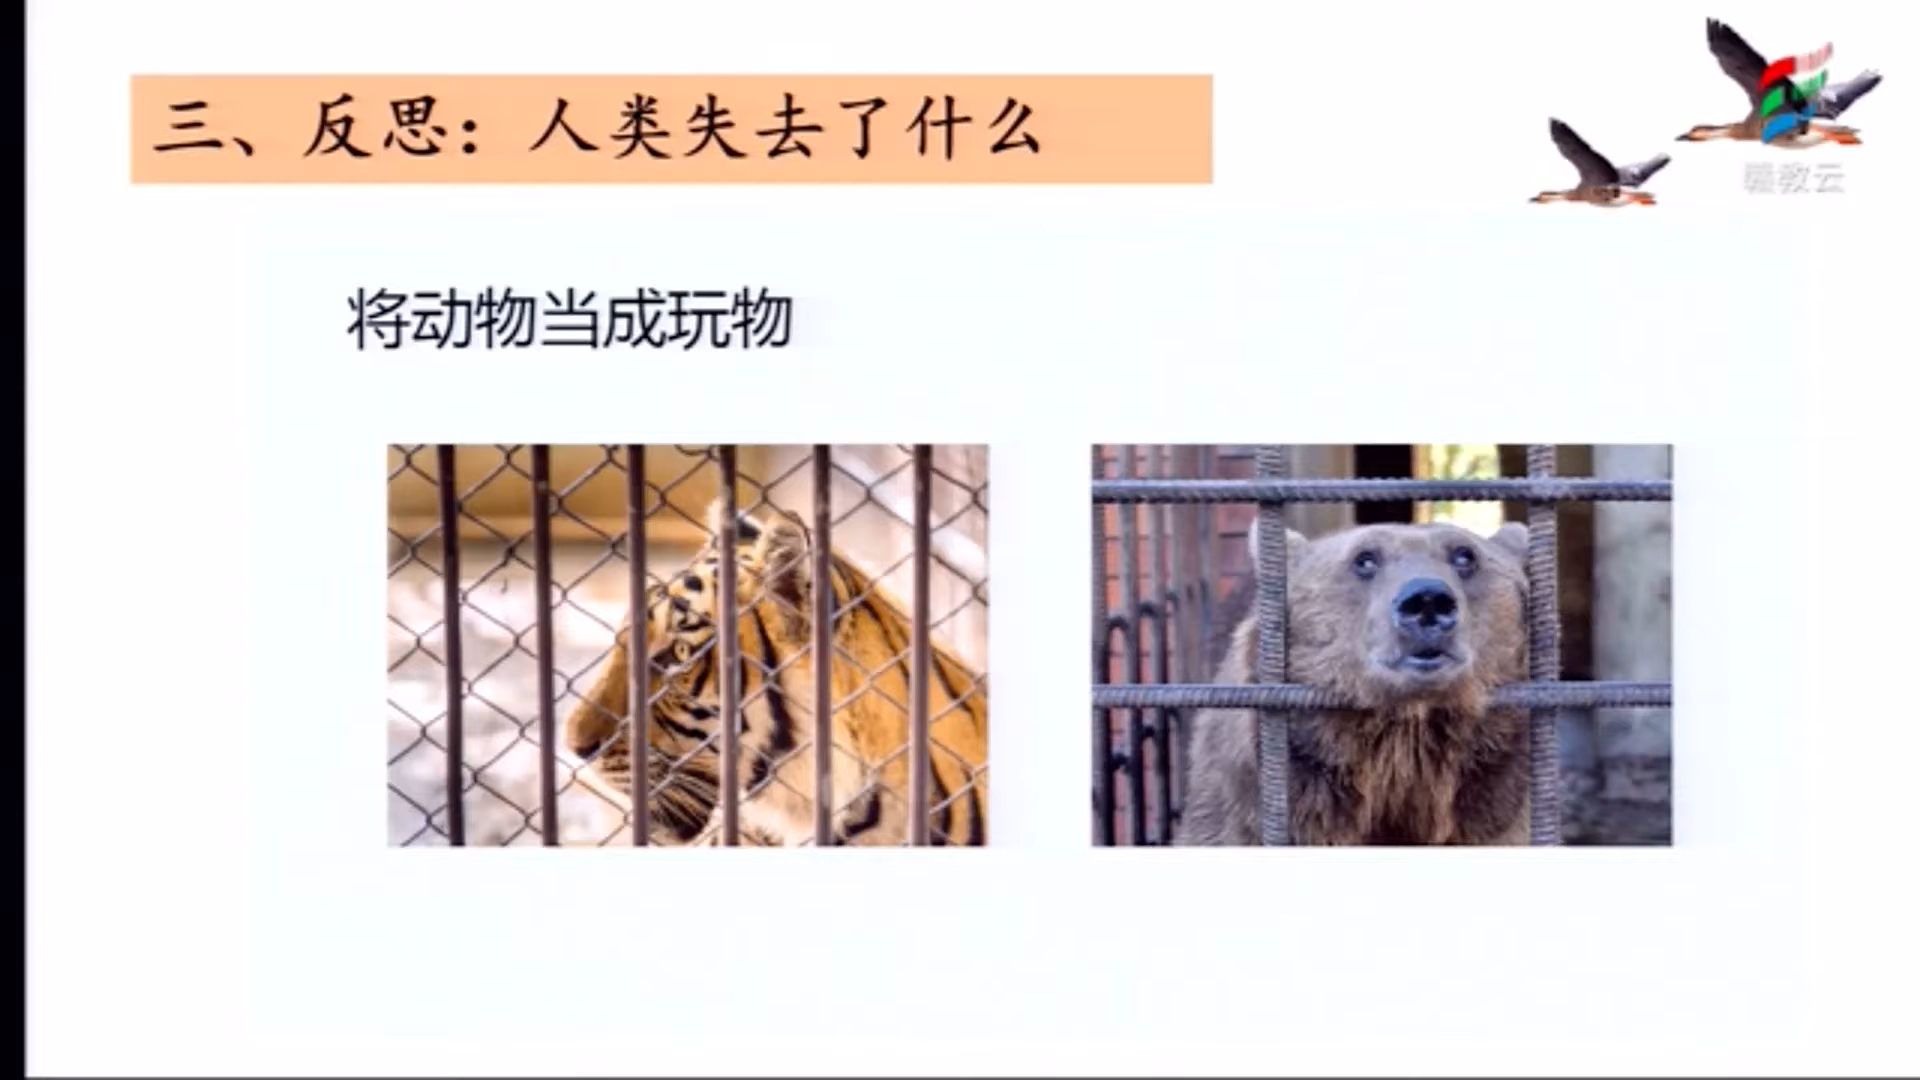 三、反思：人类失去了什么
赣教云
将动物当成玩物